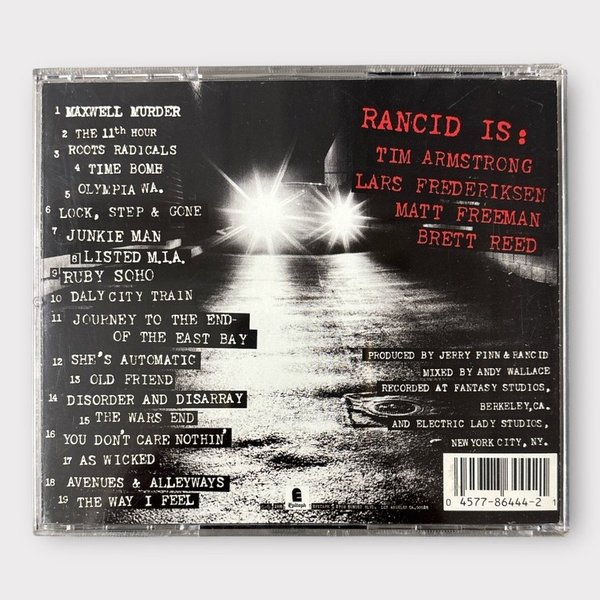 1 MAXWELL MURDER
2 THE 11th HOUR
3 ROOTS RADICALS
4 TIME BOMB
5 OLYMPIA WA.
6 LOCK, STEP & GONE
7 JUNKIE MAN
8 LISTED M.I.A.
9 RUBY SOHO
10 DALY CITY TRAIN
11 JOURNEY TO THE END-
OF THE EAST BAY
12 SHE'S AUTOMATIC
13 OLD FRIEND
14 DISORDER AND DISARRAY
15 THE WARS END
16 YOU DON'T CARE NOTHIN'
17 AS WICKED
18 AVENUES & ALLEYWAYS
19 THE WAY I FEEL
RANCID IS:
TIM ARMSTRONG
LARS FREDERIKSEN
MATT FREEMAN
BRETT REED
PRODUCED BY JERRY FINN & RANCID
MIXED BY ANDY WALLACE
RECORDED AT FANTASY STUDIOS,
BERKELEY, CA.
AND ELECTRIC LADY STUDIOS,
NEW YORK CITY, NY.
0 4577-86444-2 1
Epitaph